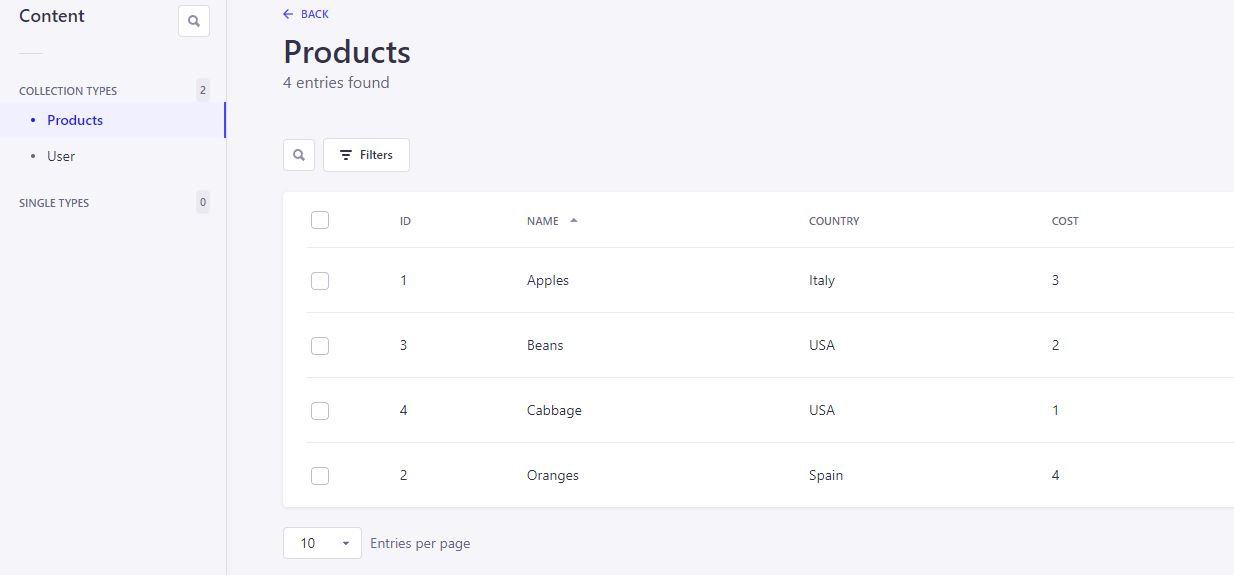 Content
COLLECTION TYPES 2
Products
User
SINGLE TYPES 0
BACK
Products
4 entries found
Filters
ID NAME COUNTRY COST
1 Apples Italy 3
3 Beans USA 2
4 Cabbage USA 1
2 Oranges Spain 4
10 Entries per page